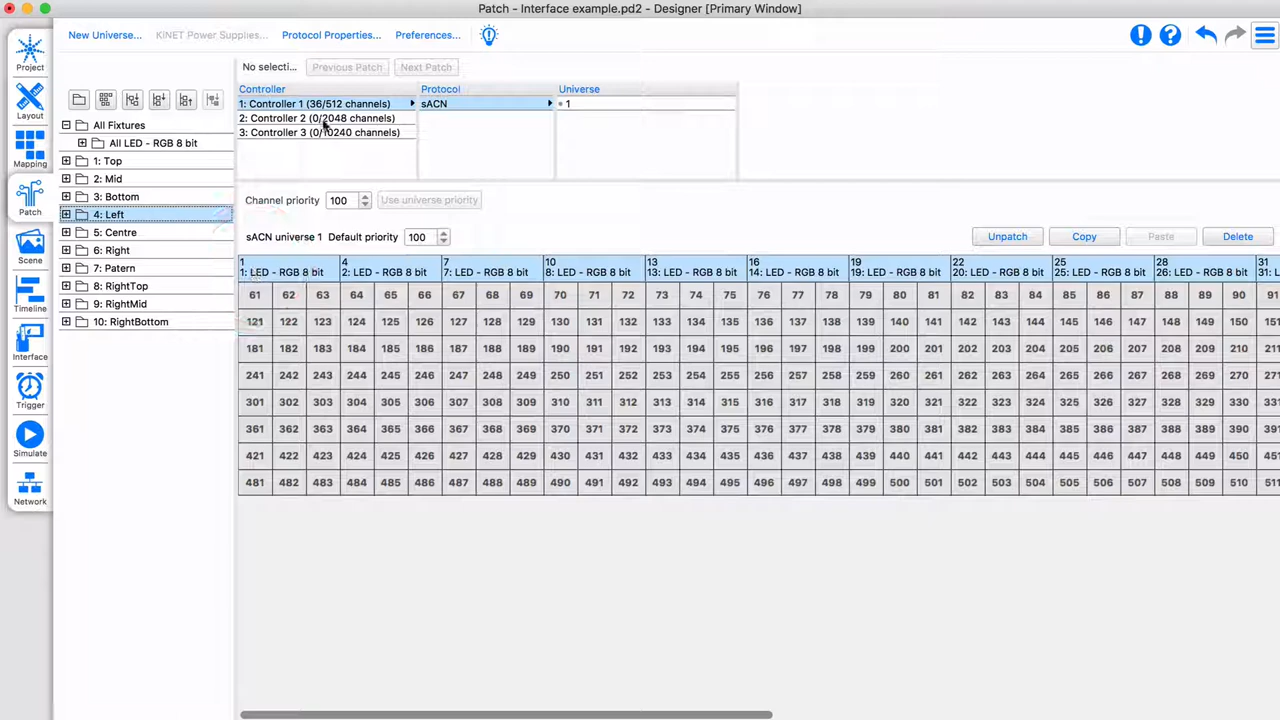 Patch - Interface example.pd2 - Designer [Primary Window]
New Universe... KiNET Power Supplies... Protocol Properties... Preferences...
Project
Layout
Mapping
Patch
Scene
Timeline
Interface
Trigger
Simulate
Network
All Fixtures
All LED - RGB 8 bit
1: Top
2: Mid
3: Bottom
4: Left
5: Centre
6: Right
7: Patern
8: RightTop
9: RightMid
10: RightBottom
No selecti... Previous Patch Next Patch
Controller Protocol Universe
1: Controller 1 (36/512 channels) sACN 1
2: Controller 2 (0/2048 channels)
3: Controller 3 (0/10240 channels)
Channel priority 100 Use universe priority
sACN universe 1 Default priority 100 Unpatch Copy Paste Delete
1 4 7 10 13 16 19 22 25 28 31
1: LED - RGB 8 bit 2: LED - RGB 8 bit 7: LED - RGB 8 bit 8: LED - RGB 8 bit 13: LED - RGB 8 bit 14: LED - RGB 8 bit 19: LED - RGB 8 bit 20: LED - RGB 8 bit 25: LED - RGB 8 bit 26: LED - RGB 8 bit 31: L
61 62 63 64 65 66 67 68 69 70 71 72 73 74 75 76 77 78 79 80 81 82 83 84 85 86 87 88 89 90 91
121 122 123 124 125 126 127 128 129 130 131 132 133 134 135 136 137 138 139 140 141 142 143 144 145 146 147 148 149 150 151
181 182 183 184 185 186 187 188 189 190 191 192 193 194 195 196 197 198 199 200 201 202 203 204 205 206 207 208 209 210 211
241 242 243 244 245 246 247 248 249 250 251 252 253 254 255 256 257 258 259 260 261 262 263 264 265 266 267 268 269 270 271
301 302 303 304 305 306 307 308 309 310 311 312 313 314 315 316 317 318 319 320 321 322 323 324 325 326 327 328 329 330 331
361 362 363 364 365 366 367 368 369 370 371 372 373 374 375 376 377 378 379 380 381 382 383 384 385 386 387 388 389 390 391
421 422 423 424 425 426 427 428 429 430 431 432 433 434 435 436 437 438 439 440 441 442 443 444 445 446 447 448 449 450 451
481 482 483 484 485 486 487 488 489 490 491 492 493 494 495 496 497 498 499 500 501 502 503 504 505 506 507 508 509 510 511